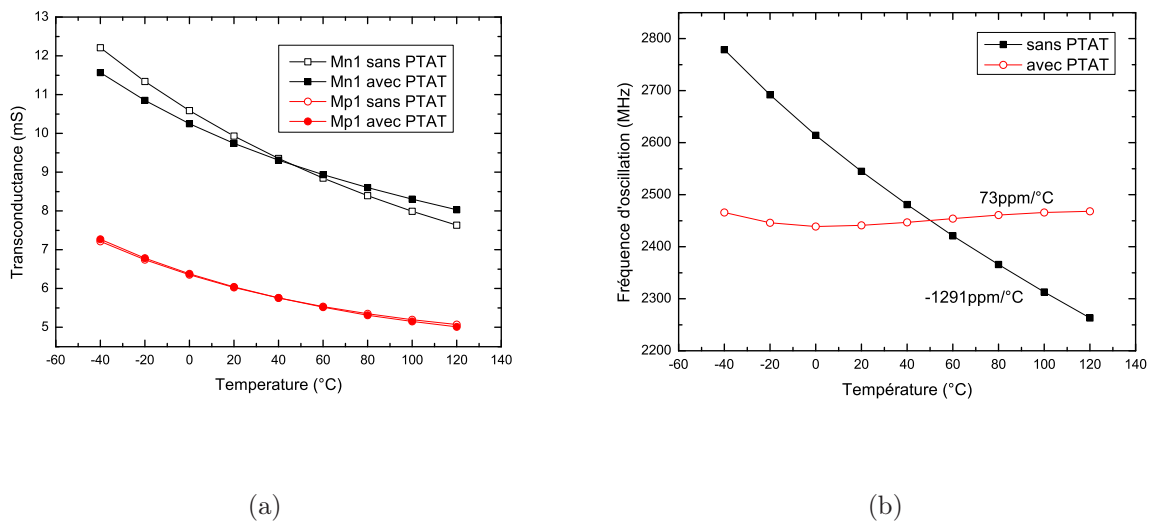 13
12
11
10
9
8
7
6
5
Transconductance (mS)
Mn1 sans PTAT
Mn1 avec PTAT
Mp1 sans PTAT
Mp1 avec PTAT
-60 -40 -20 0 20 40 60 80 100 120 140
Temperature (°C)
(a)
2800
2700
2600
2500
2400
2300
2200
Fréquence d'oscillation (MHz)
sans PTAT
avec PTAT
73ppm/°C
-1291ppm/°C
-60 -40 -20 0 20 40 60 80 100 120 140
Température (°C)
(b)